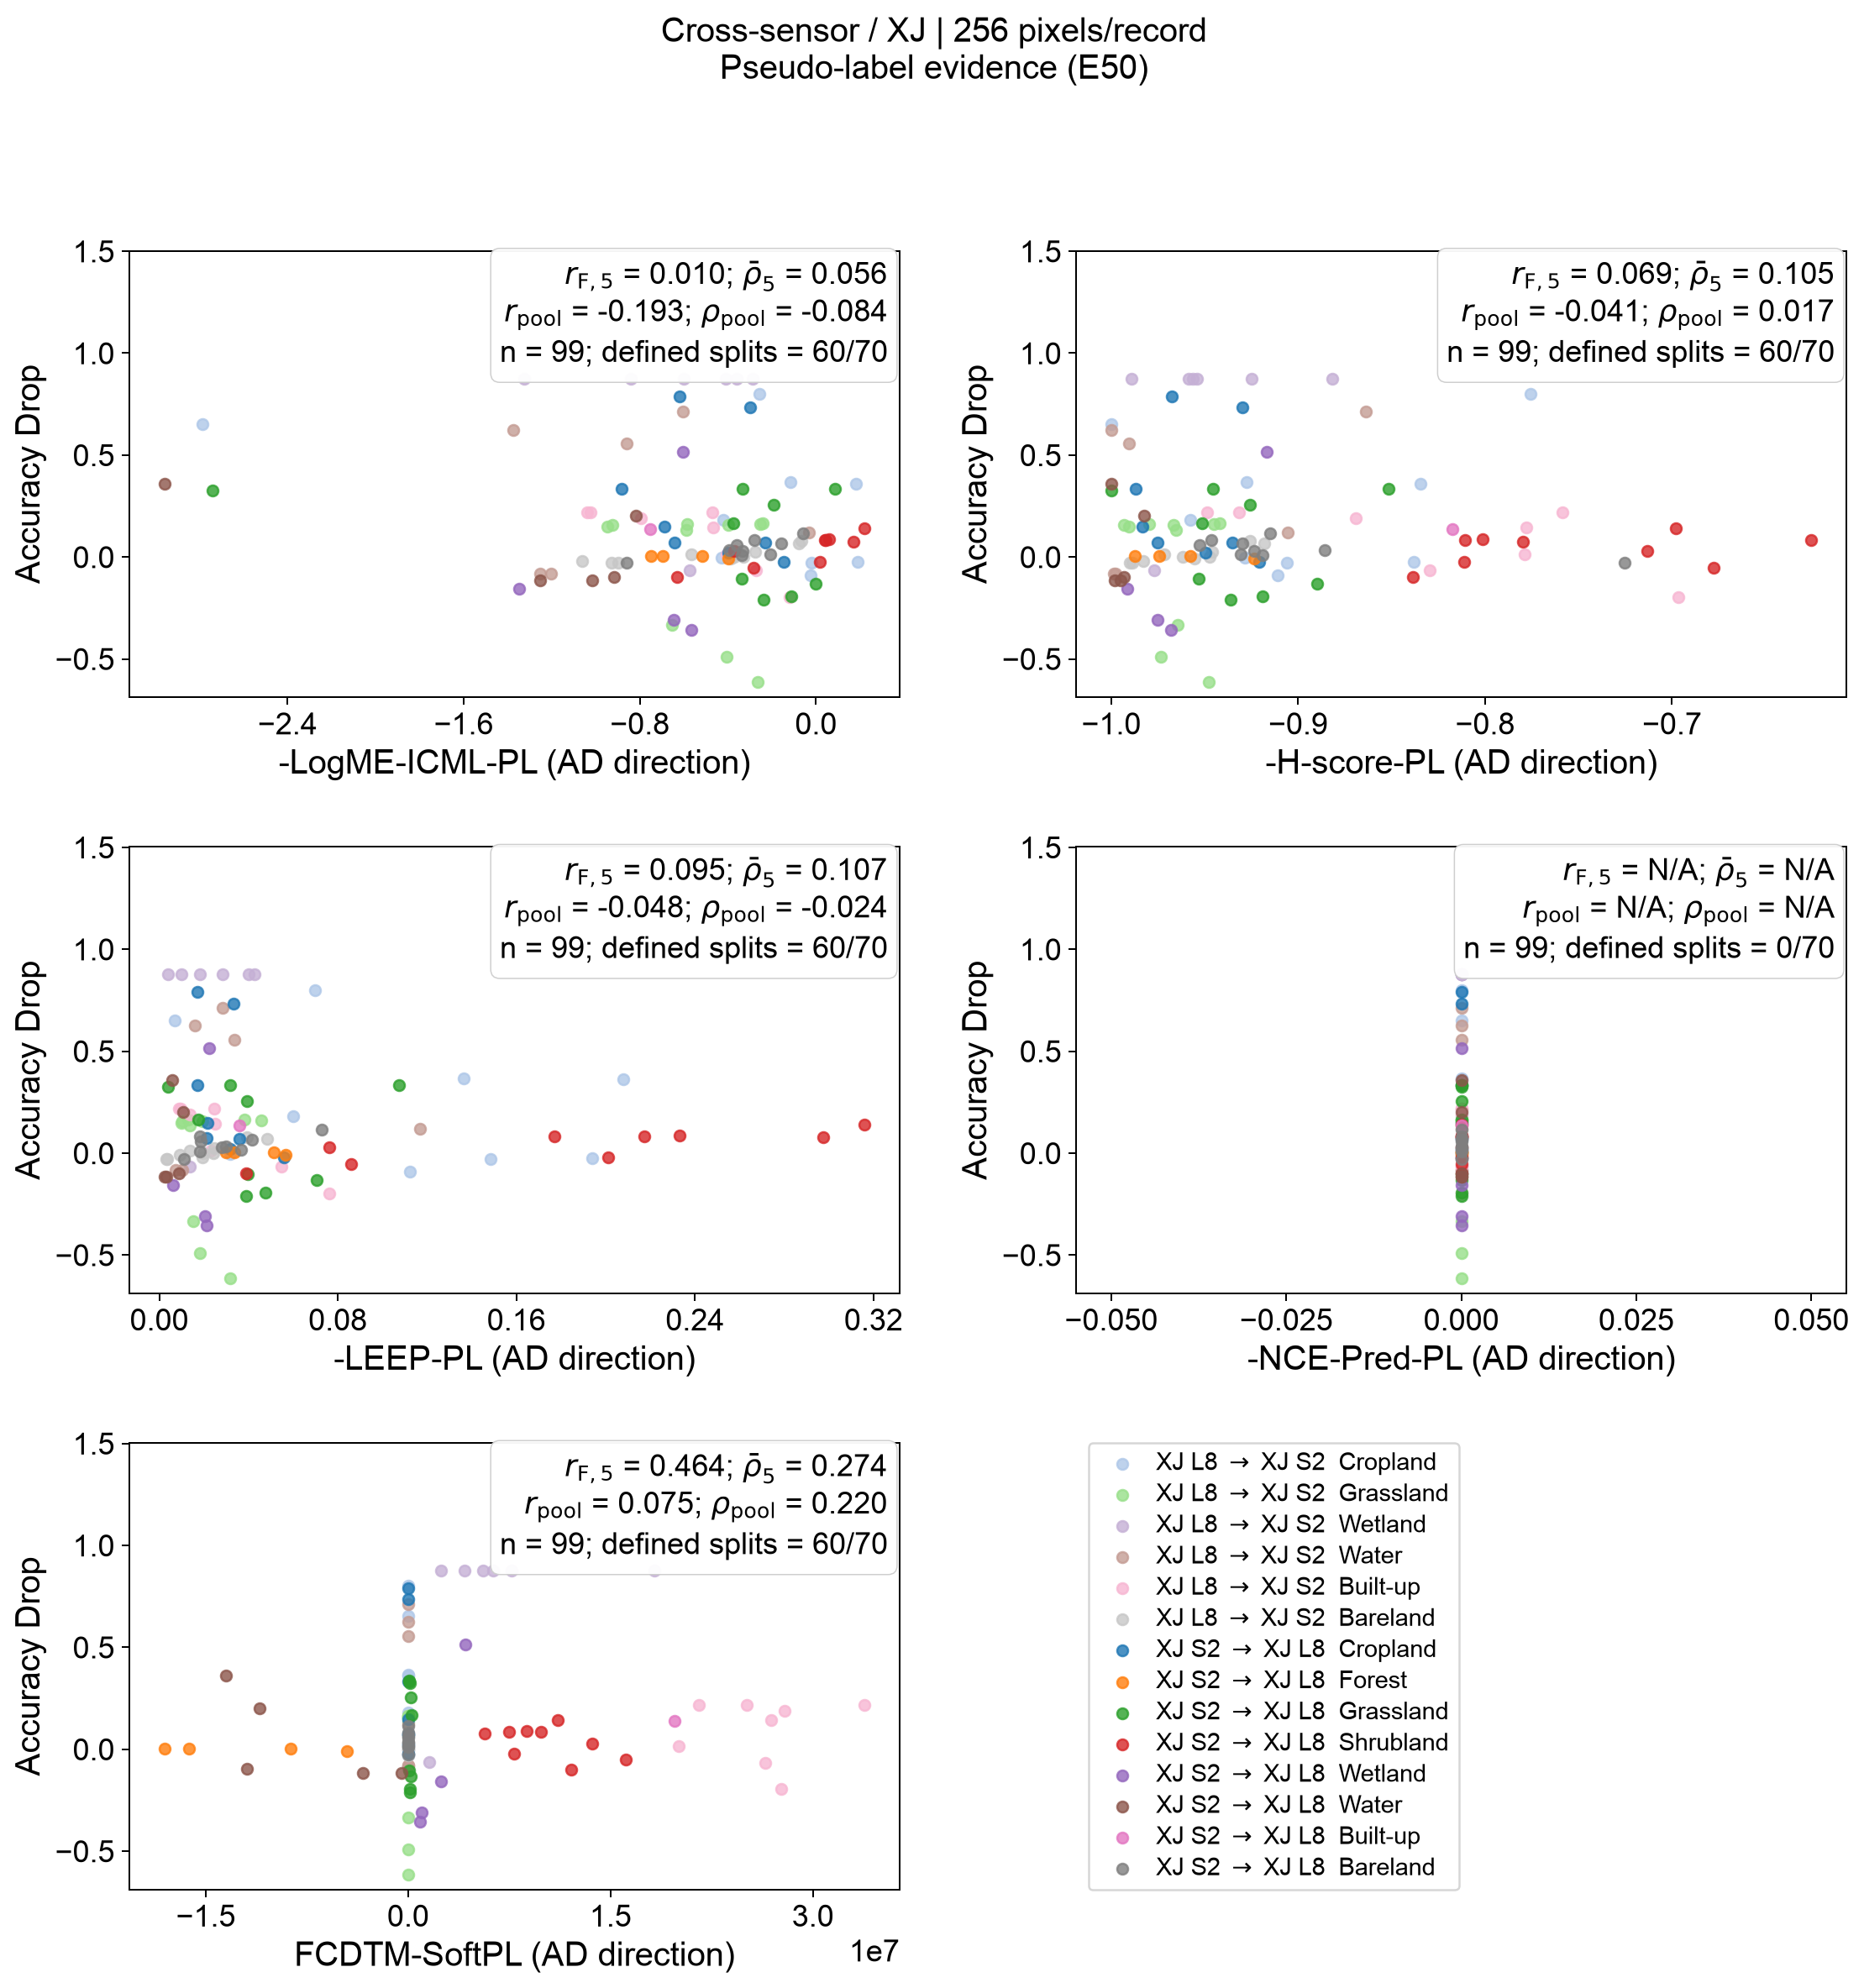 Cross-sensor / XJ | 256 pixels/record
Pseudo-label evidence (E50)
r_F, 5 = 0.010; ρ̄_5 = 0.056
r_pool = -0.193; ρ_pool = -0.084
n = 99; defined splits = 60/70
1.5
1.0
0.5
0.0
−0.5
Accuracy Drop
−2.4 −1.6 −0.8 0.0
-LogME-ICML-PL (AD direction)
r_F, 5 = 0.069; ρ̄_5 = 0.105
r_pool = -0.041; ρ_pool = 0.017
n = 99; defined splits = 60/70
1.5
1.0
0.5
0.0
−0.5
Accuracy Drop
−1.0 −0.9 −0.8 −0.7
-H-score-PL (AD direction)
r_F, 5 = 0.095; ρ̄_5 = 0.107
r_pool = -0.048; ρ_pool = -0.024
n = 99; defined splits = 60/70
1.5
1.0
0.5
0.0
−0.5
Accuracy Drop
0.00 0.08 0.16 0.24 0.32
-LEEP-PL (AD direction)
r_F, 5 = N/A; ρ̄_5 = N/A
r_pool = N/A; ρ_pool = N/A
n = 99; defined splits = 0/70
1.5
1.0
0.5
0.0
−0.5
Accuracy Drop
−0.050 −0.025 0.000 0.025 0.050
-NCE-Pred-PL (AD direction)
r_F, 5 = 0.464; ρ̄_5 = 0.274
r_pool = 0.075; ρ_pool = 0.220
n = 99; defined splits = 60/70
1.5
1.0
0.5
0.0
−0.5
Accuracy Drop
−1.5 0.0 1.5 3.0
1e7
FCDTM-SoftPL (AD direction)
XJ L8 → XJ S2 Cropland
XJ L8 → XJ S2 Grassland
XJ L8 → XJ S2 Wetland
XJ L8 → XJ S2 Water
XJ L8 → XJ S2 Built-up
XJ L8 → XJ S2 Bareland
XJ S2 → XJ L8 Cropland
XJ S2 → XJ L8 Forest
XJ S2 → XJ L8 Grassland
XJ S2 → XJ L8 Shrubland
XJ S2 → XJ L8 Wetland
XJ S2 → XJ L8 Water
XJ S2 → XJ L8 Built-up
XJ S2 → XJ L8 Bareland